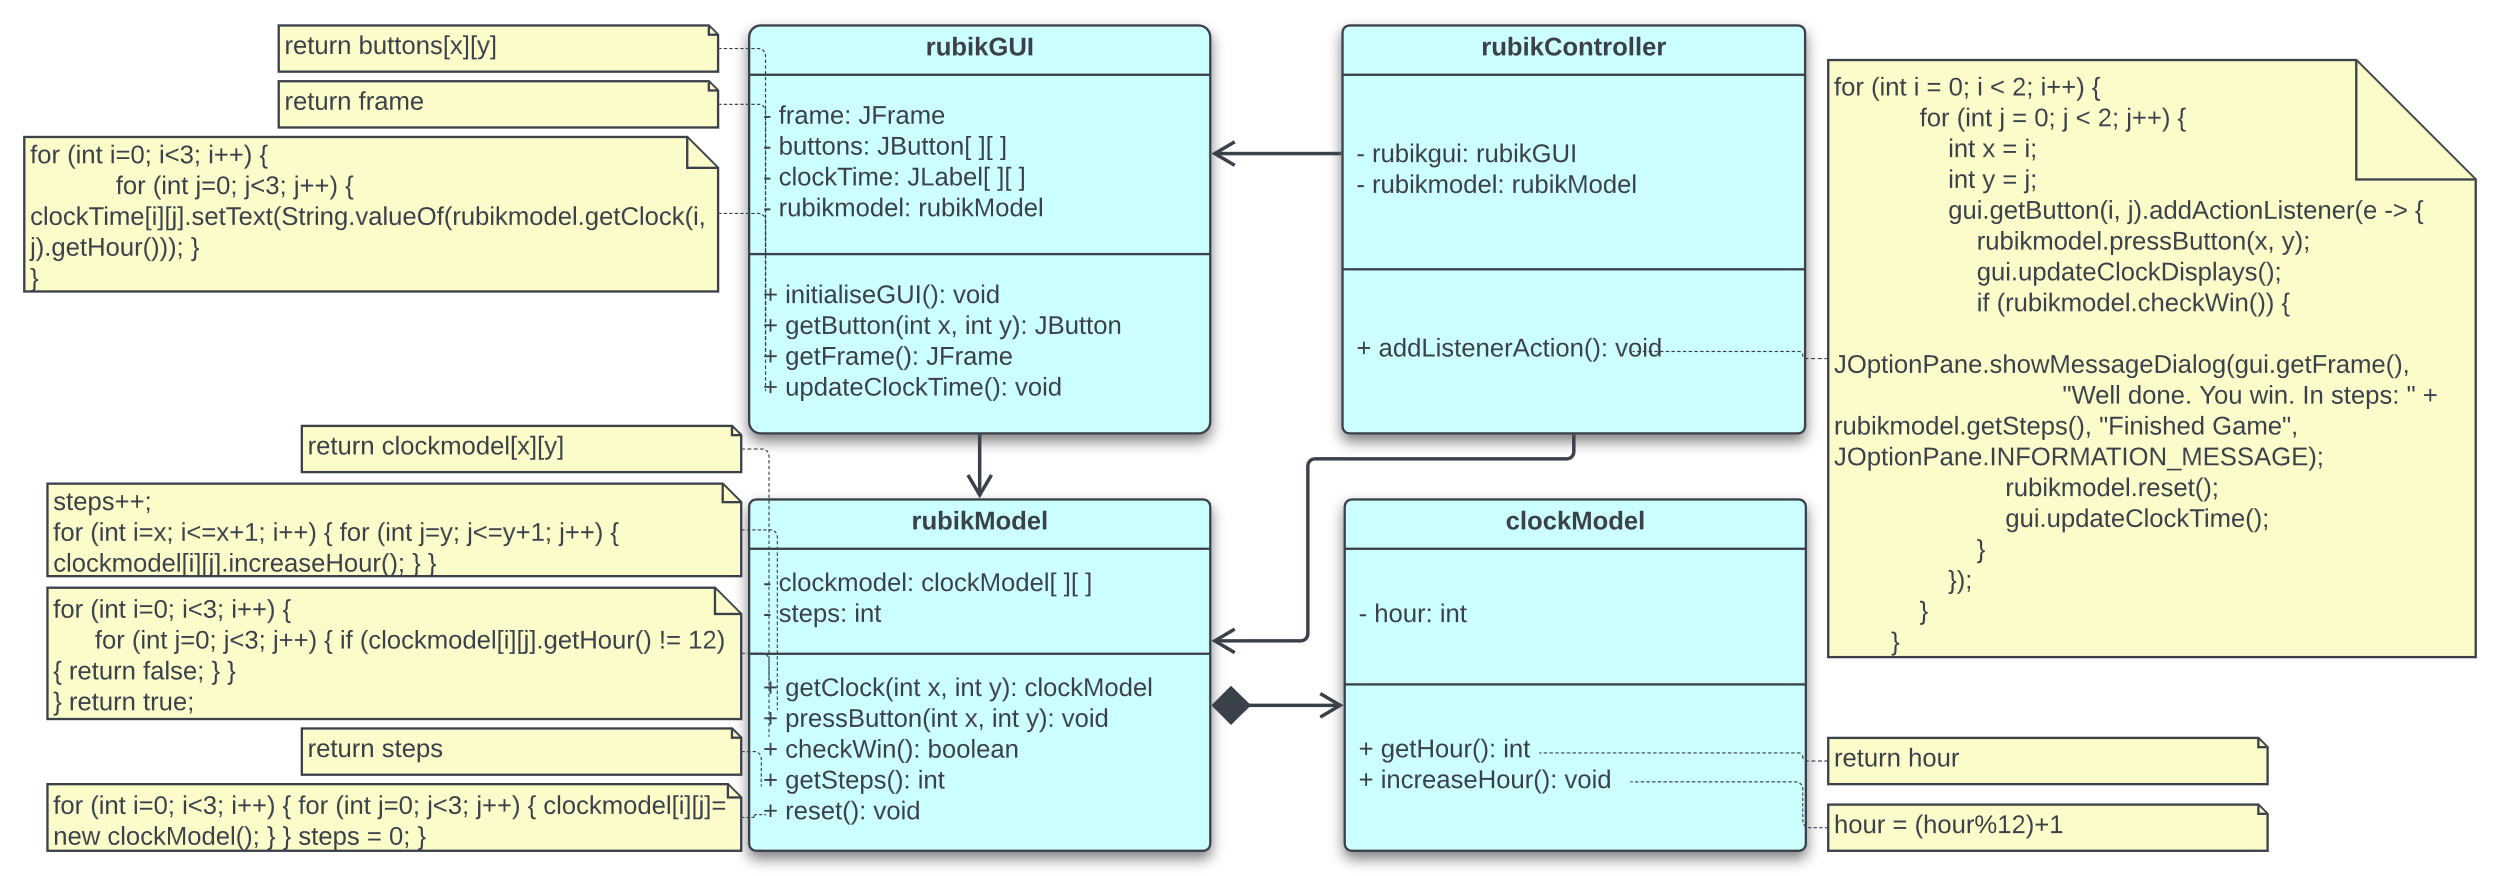 return buttons[x][y]
return frame
for (int i=0; i<3; i++) {
for (int j=0; j<3; j++) {
clockTime[i][j].setText(String.valueOf(rubikmodel.getClock(i,
j).getHour())); }
}
rubikGUI
- frame: JFrame
- buttons: JButton[ ][ ]
- clockTime: JLabel[ ][ ]
- rubikmodel: rubikModel
+ initialiseGUI(): void
+ getButton(int x, int y): JButton
+ getFrame(): JFrame
+ updateClockTime(): void
rubikController
- rubikgui: rubikGUI
- rubikmodel: rubikModel
+ addListenerAction(): void
for (int i = 0; i < 2; i++) {
for (int j = 0; j < 2; j++) {
int x = i;
int y = j;
gui.getButton(i, j).addActionListener(e -> {
rubikmodel.pressButton(x, y);
gui.updateClockDisplays();
if (rubikmodel.checkWin()) {
JOptionPane.showMessageDialog(gui.getFrame(),
"Well done. You win. In steps: " +
rubikmodel.getSteps(), "Finished Game",
JOptionPane.INFORMATION_MESSAGE);
rubikmodel.reset();
gui.updateClockTime();
}
});
}
}
return clockmodel[x][y]
steps++;
for (int i=x; i<=x+1; i++) { for (int j=y; j<=y+1; j++) {
clockmodel[i][j].increaseHour(); } }
for (int i=0; i<3; i++) {
for (int j=0; j<3; j++) { if (clockmodel[i][j].getHour() != 12)
{ return false; } }
} return true;
return steps
for (int i=0; i<3; i++) { for (int j=0; j<3; j++) { clockmodel[i][j]=
new clockModel(); } } steps = 0; }
rubikModel
- clockmodel: clockModel[ ][ ]
- steps: int
+ getClock(int x, int y): clockModel
+ pressButton(int x, int y): void
+ checkWin(): boolean
+ getSteps(): int
+ reset(): void
clockModel
- hour: int
+ getHour(): int
+ increaseHour(): void
return hour
hour = (hour%12)+1